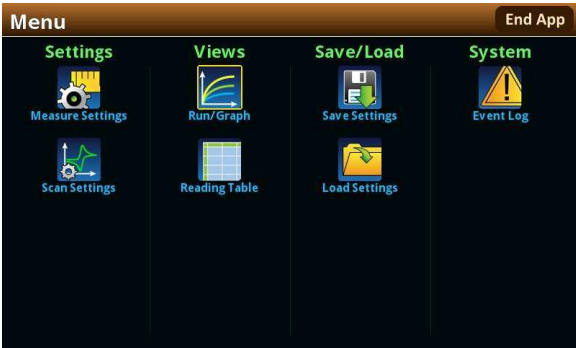 Menu
End App
Settings
Views
Save/Load
System
Measure Settings
Run/Graph
Save Settings
Event Log
Scan Settings
Reading Table
Load Settings